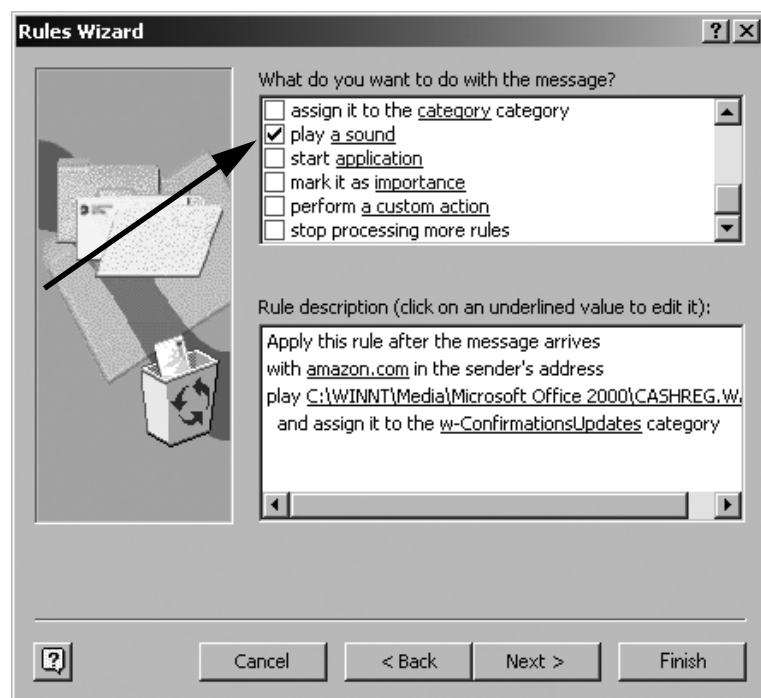 Rules Wizard
What do you want to do with the message?
assign it to the category category
play a sound
start application
mark it as importance
perform a custom action
stop processing more rules
Rule description (click on an underlined value to edit it):
Apply this rule after the message arrives
with amazon.com in the sender's address
play C:\WINNT\Media\Microsoft Office 2000\CASHREG.WA
and assign it to the w-ConfirmationsUpdates category
Cancel
< Back
Next >
Finish